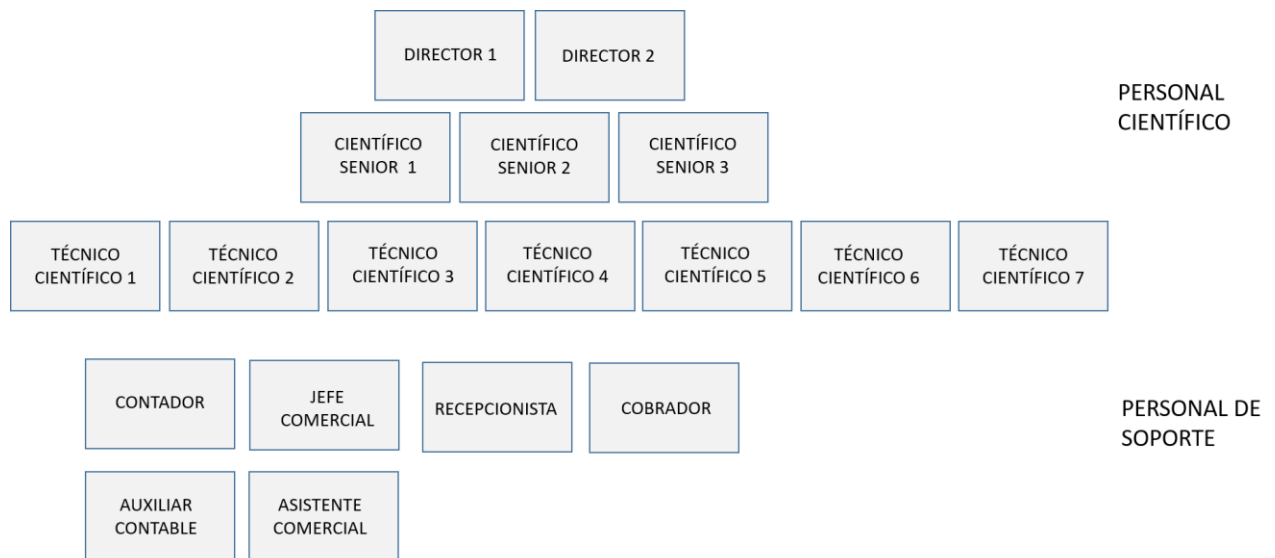 DIRECTOR 1
DIRECTOR 2
PERSONAL
CIENTÍFICO
CIENTÍFICO
SENIOR 1
CIENTÍFICO
SENIOR 2
CIENTÍFICO
SENIOR 3
TÉCNICO
CIENTÍFICO 1
TÉCNICO
CIENTÍFICO 2
TÉCNICO
CIENTÍFICO 3
TÉCNICO
CIENTÍFICO 4
TÉCNICO
CIENTÍFICO 5
TÉCNICO
CIENTÍFICO 6
TÉCNICO
CIENTÍFICO 7
CONTADOR
JEFE
COMERCIAL
RECEPCIONISTA
COBRADOR
PERSONAL DE
SOPORTE
AUXILIAR
CONTABLE
ASISTENTE
COMERCIAL